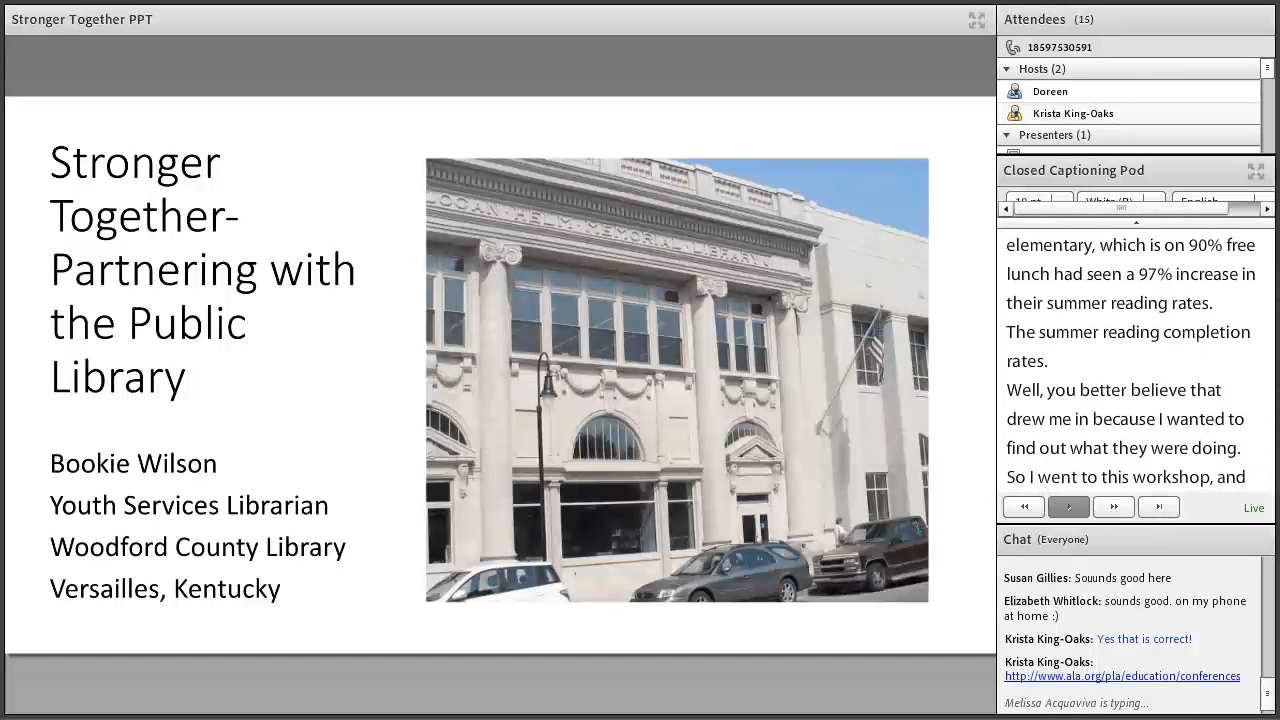 Stronger Together PPT
Stronger
Together-
Partnering with
the Public
Library
Bookie Wilson
Youth Services Librarian
Woodford County Library
Versailles, Kentucky
LOGAN HELM MEMORIAL LIBRARY
Attendees (15)
18597530591
Hosts (2)
Doreen
Krista King-Oaks
Presenters (1)
Closed Captioning Pod
elementary, which is on 90% free
lunch had seen a 97% increase in
their summer reading rates.
The summer reading completion
rates.
Well, you better believe that
drew me in because I wanted to
find out what they were doing.
So I went to this workshop, and
Live
Chat (Everyone)
Susan Gillies: Souunds good here
Elizabeth Whitlock: sounds good. on my phone
at home :)
Krista King-Oaks: Yes that is correct!
Krista King-Oaks:
http://www.ala.org/pla/education/conferences
Melissa Acquaviva is typing...